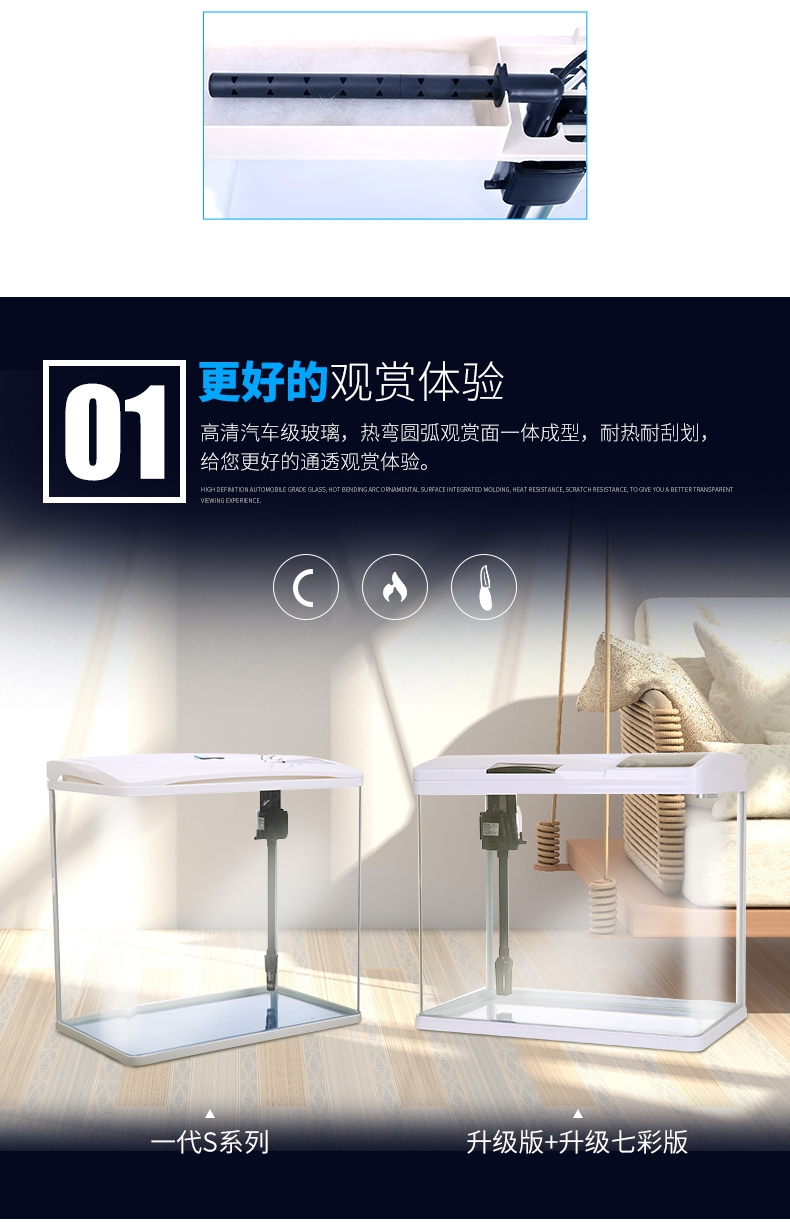 01
更好的观赏体验
高清汽车级玻璃，热弯圆弧观赏面一体成型，耐热耐刮划，
给您更好的通透观赏体验。
HIGH DEFINITION AUTOMOBILE GRADE GLASS, HOT BENDING ARC ORNAMENTAL SURFACE INTEGRATED MOLDING, HEAT RESISTANCE, SCRATCH RESISTANCE, TO GIVE YOU A BETTER TRANSPARENT
VIEWING EXPERIENCE.
一代S系列
升级版+升级七彩版